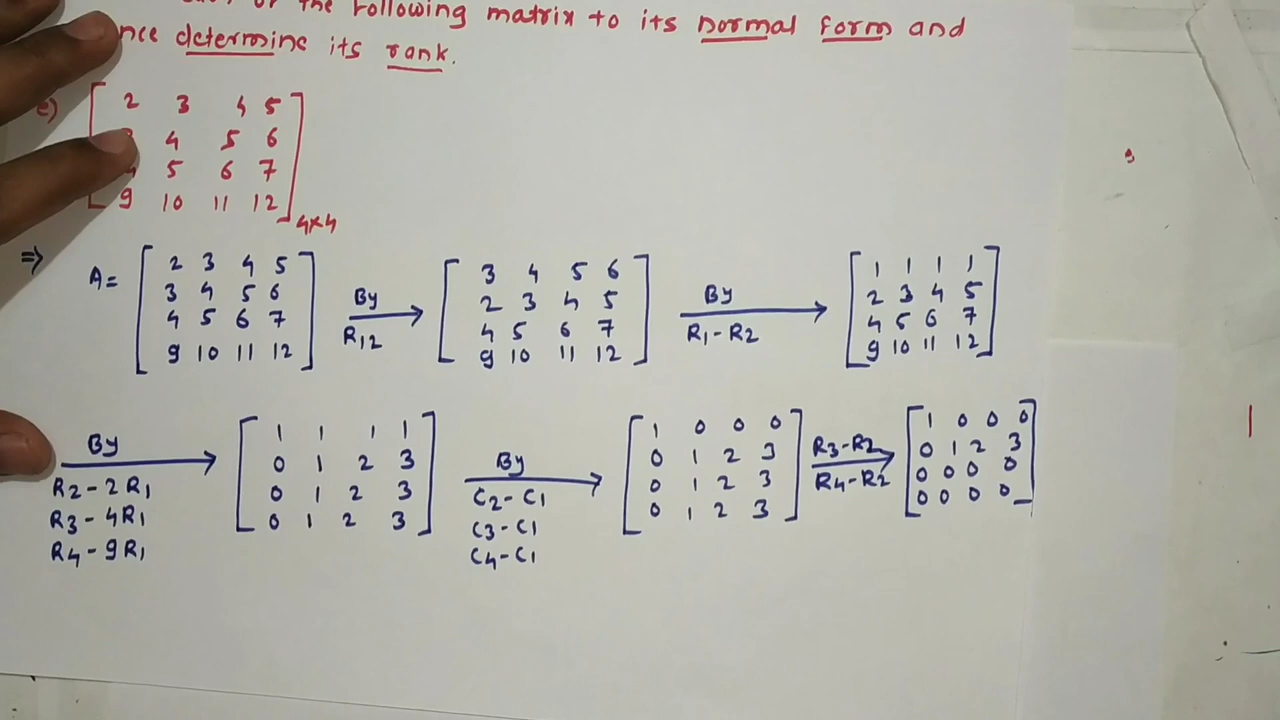 the following matrix to its normal form and
nce determine its rank.
e)
2 3 4 5
4 5 6
5 6 7
9 10 11 12
4×4
⇒ A =
2 3 4 5
3 4 5 6
4 5 6 7
9 10 11 12
By
R12
3 4 5 6
2 3 4 5
4 5 6 7
9 10 11 12
By
R1 - R2
1 1 1 1
2 3 4 5
4 5 6 7
9 10 11 12
By
R2 - 2R1
R3 - 4R1
R4 - 9R1
1 1 1 1
0 1 2 3
0 1 2 3
0 1 2 3
By
C2 - C1
C3 - C1
C4 - C1
1 0 0 0
0 1 2 3
0 1 2 3
0 1 2 3
R3 - R2
R4 - R2
1 0 0 0
0 1 2 3
0 0 0 0
0 0 0 0